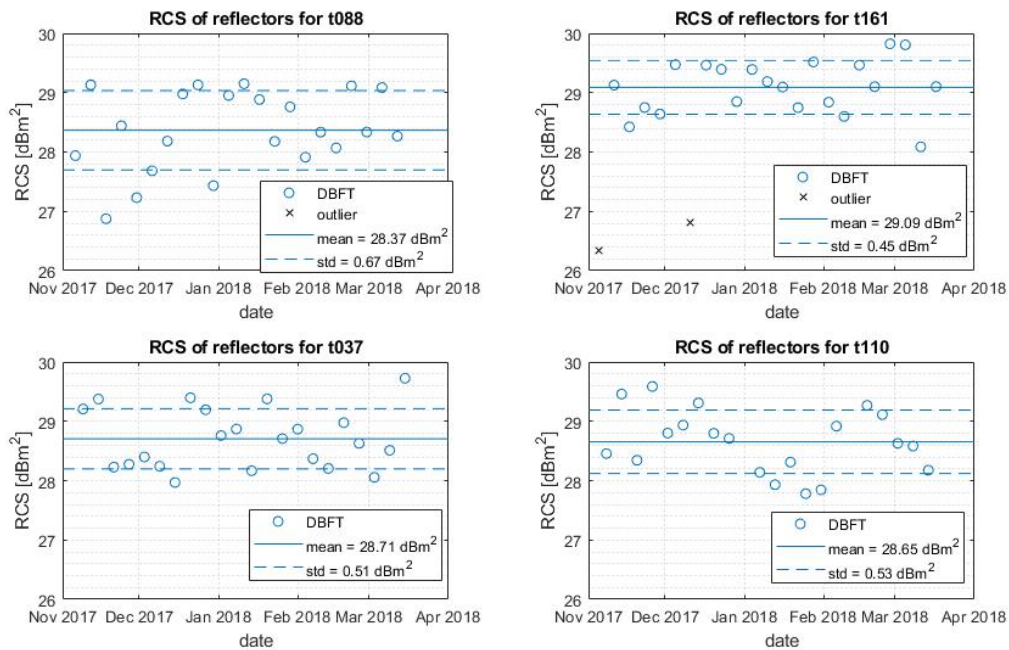 RCS of reflectors for t088
30
29
28
27
26
RCS [dBm²]
DBFT
outlier
mean = 28.37 dBm²
std = 0.67 dBm²
Nov 2017 Dec 2017 Jan 2018 Feb 2018 Mar 2018 Apr 2018
date
RCS of reflectors for t161
30
29
28
27
26
RCS [dBm²]
DBFT
outlier
mean = 29.09 dBm²
std = 0.45 dBm²
Nov 2017 Dec 2017 Jan 2018 Feb 2018 Mar 2018 Apr 2018
date
RCS of reflectors for t037
30
29
28
27
26
RCS [dBm²]
DBFT
mean = 28.71 dBm²
std = 0.51 dBm²
Nov 2017 Dec 2017 Jan 2018 Feb 2018 Mar 2018 Apr 2018
date
RCS of reflectors for t110
30
29
28
27
26
RCS [dBm²]
DBFT
mean = 28.65 dBm²
std = 0.53 dBm²
Nov 2017 Dec 2017 Jan 2018 Feb 2018 Mar 2018 Apr 2018
date